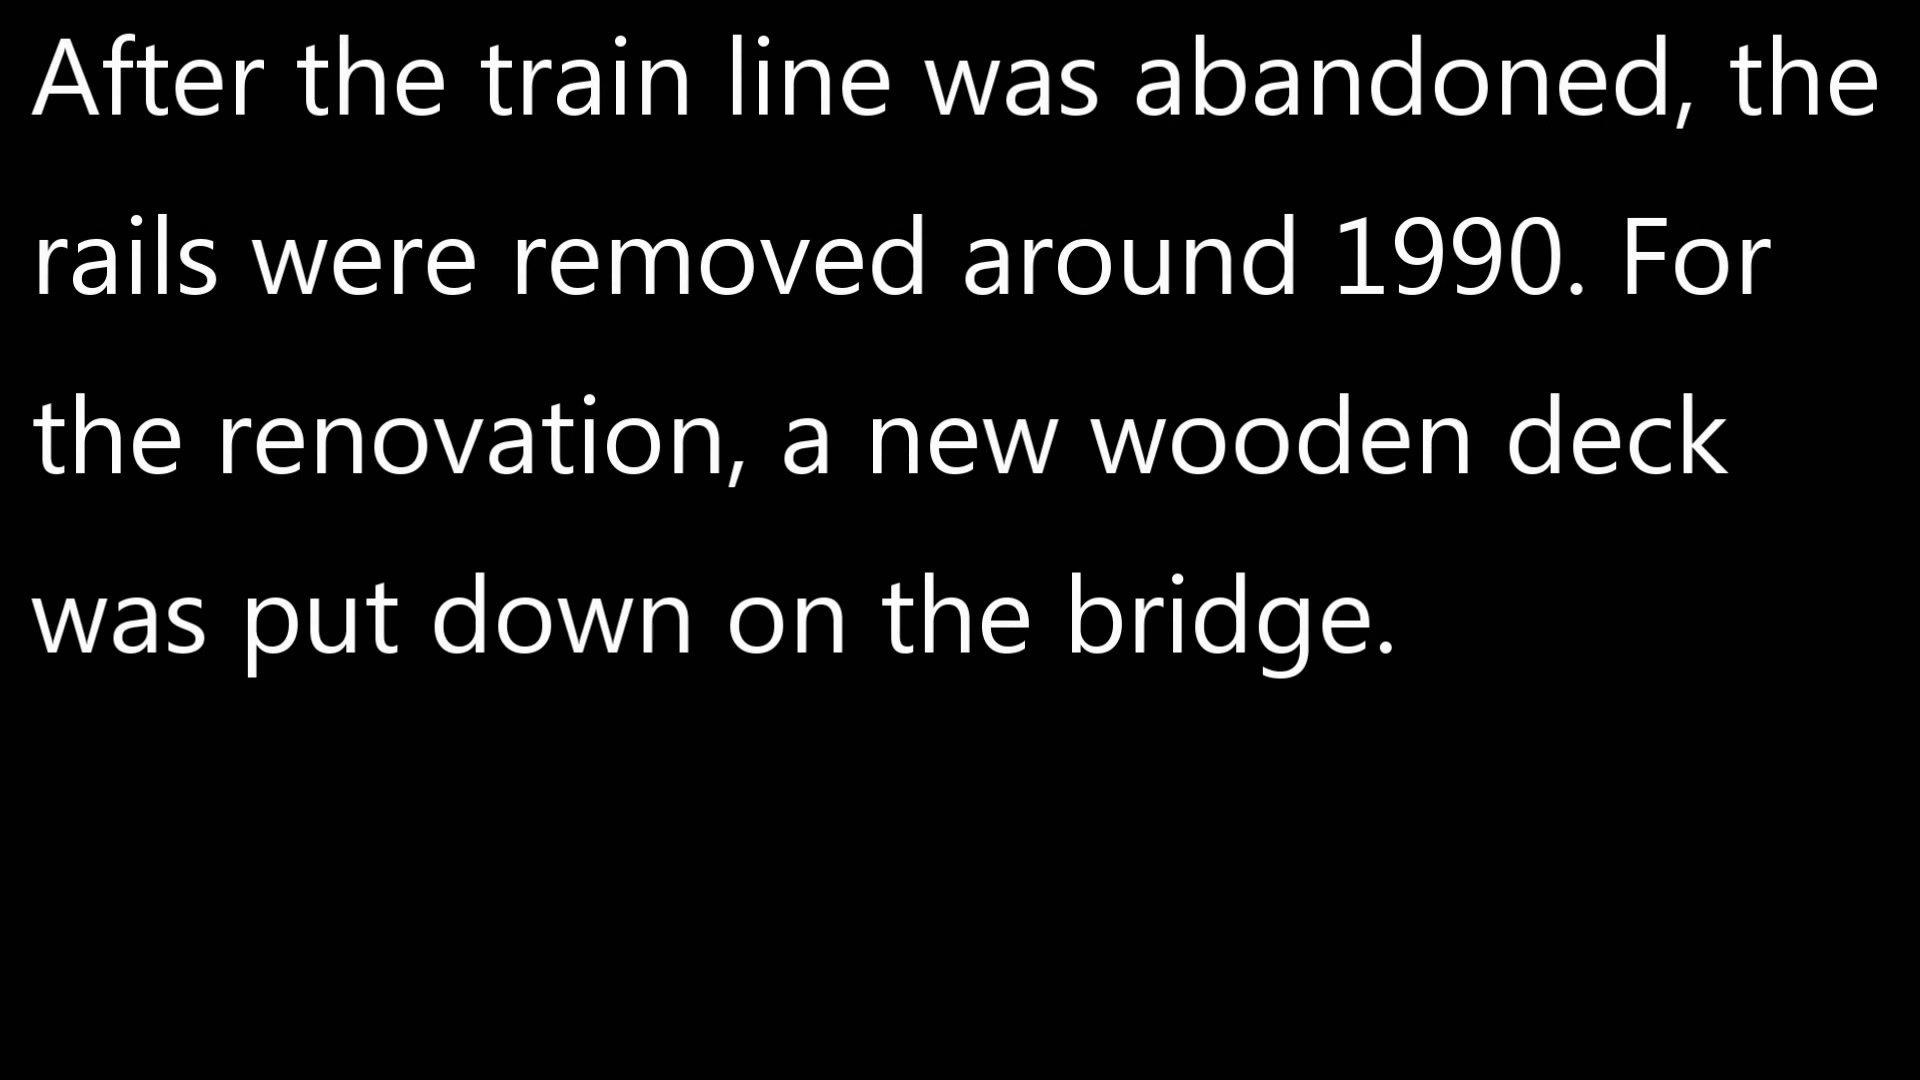 After the train line was abandoned, the
rails were removed around 1990. For
the renovation, a new wooden deck
was put down on the bridge.